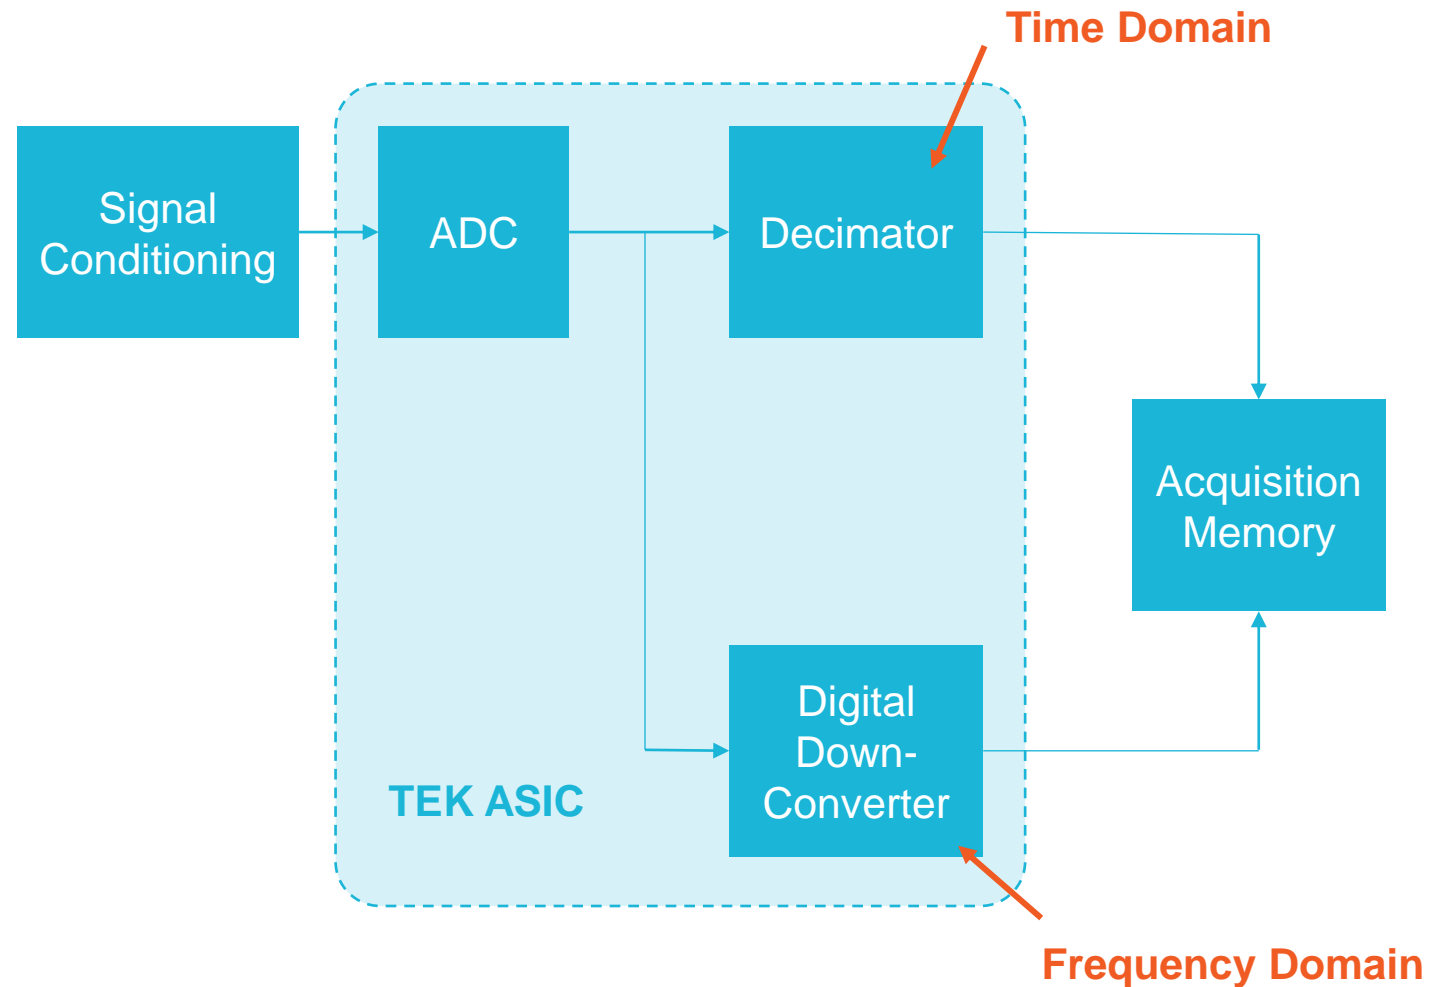 Time Domain
Signal
Conditioning
ADC
Decimator
Acquisition
Memory
Digital
Down-
Converter
TEK ASIC
Frequency Domain